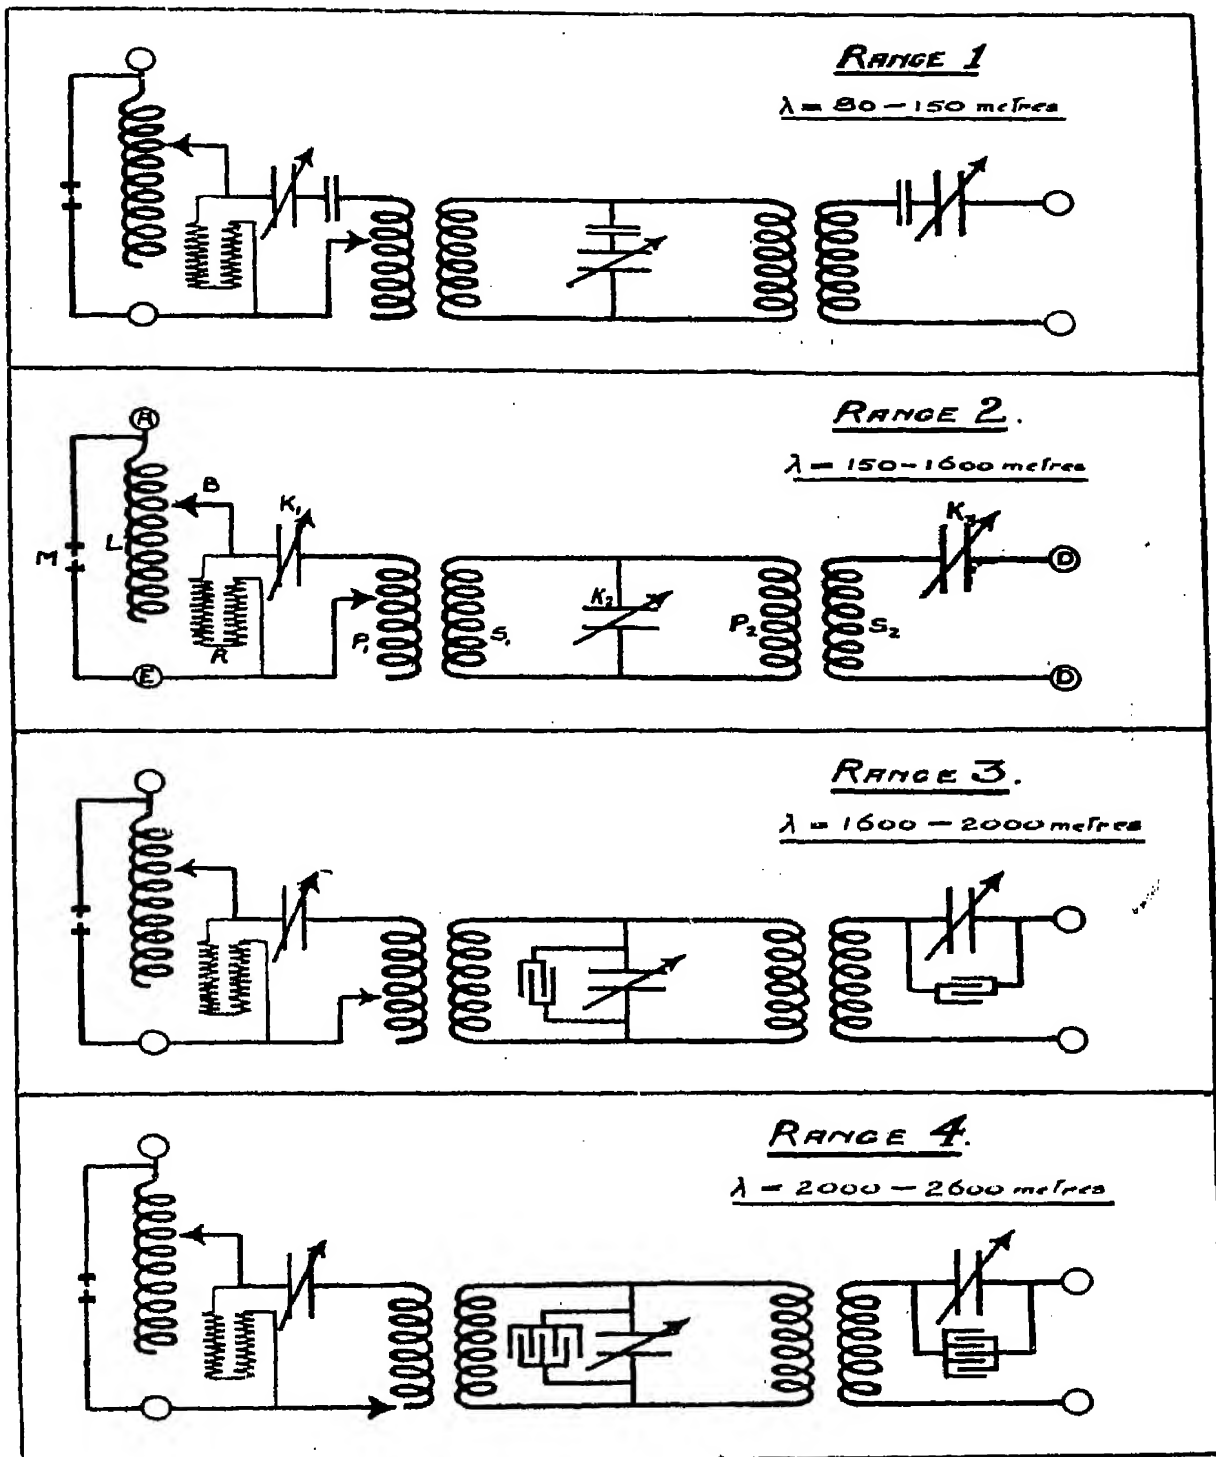 RANGE 1
λ = 80 – 150 metres
RANGE 2.
λ = 150-1600 metres
A
B
K₁
K₃
L
M
D
K₂
P₁
S₁
P₂
S₂
R
E
D
RANGE 3.
λ = 1600 – 2000 metres
RANGE 4.
λ = 2000 – 2600 metres